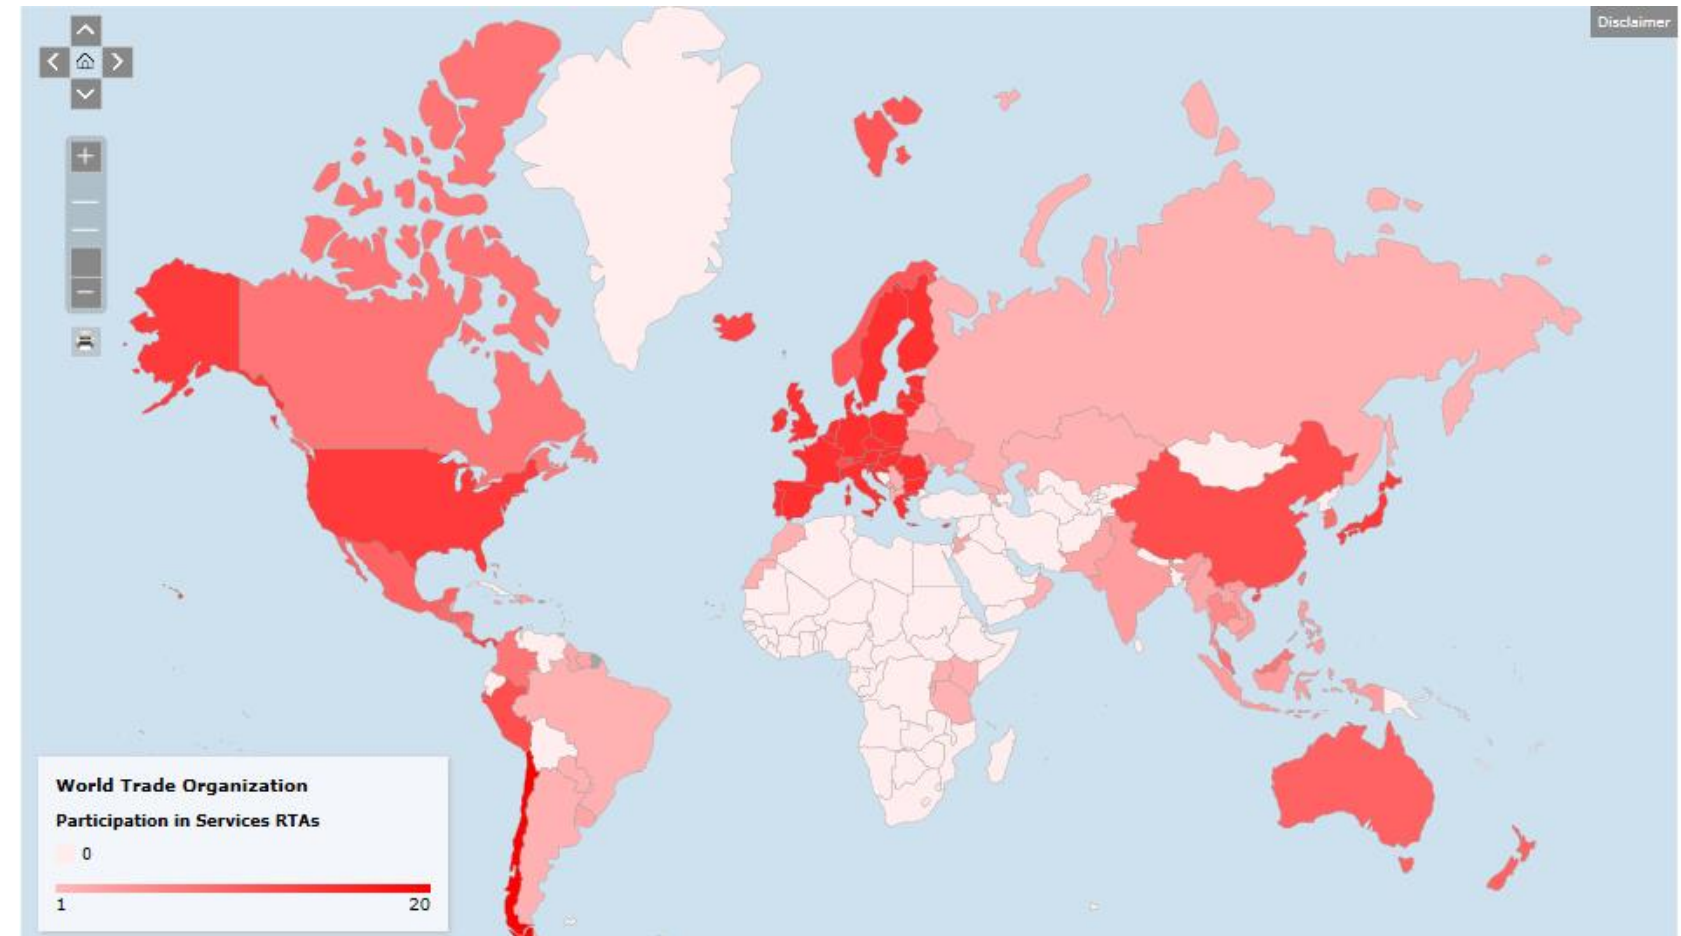 Disclaimer
World Trade Organization
Participation in Services RTAs
0
1 20